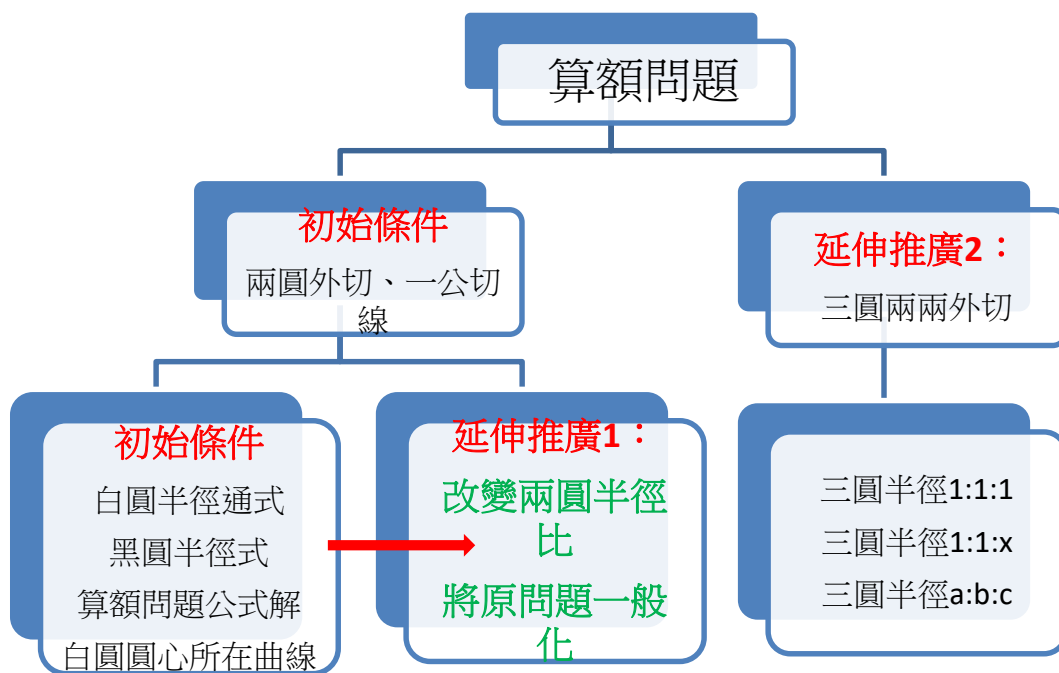 算額問題
初始條件
兩圓外切、一公切
線
延伸推廣2：
三圓兩兩外切
初始條件
白圓半徑通式
黑圓半徑式
算額問題公式解
白圓圓心所在曲線
延伸推廣1：
改變兩圓半徑
比
將原問題一般
化
三圓半徑1:1:1
三圓半徑1:1:x
三圓半徑a:b:c